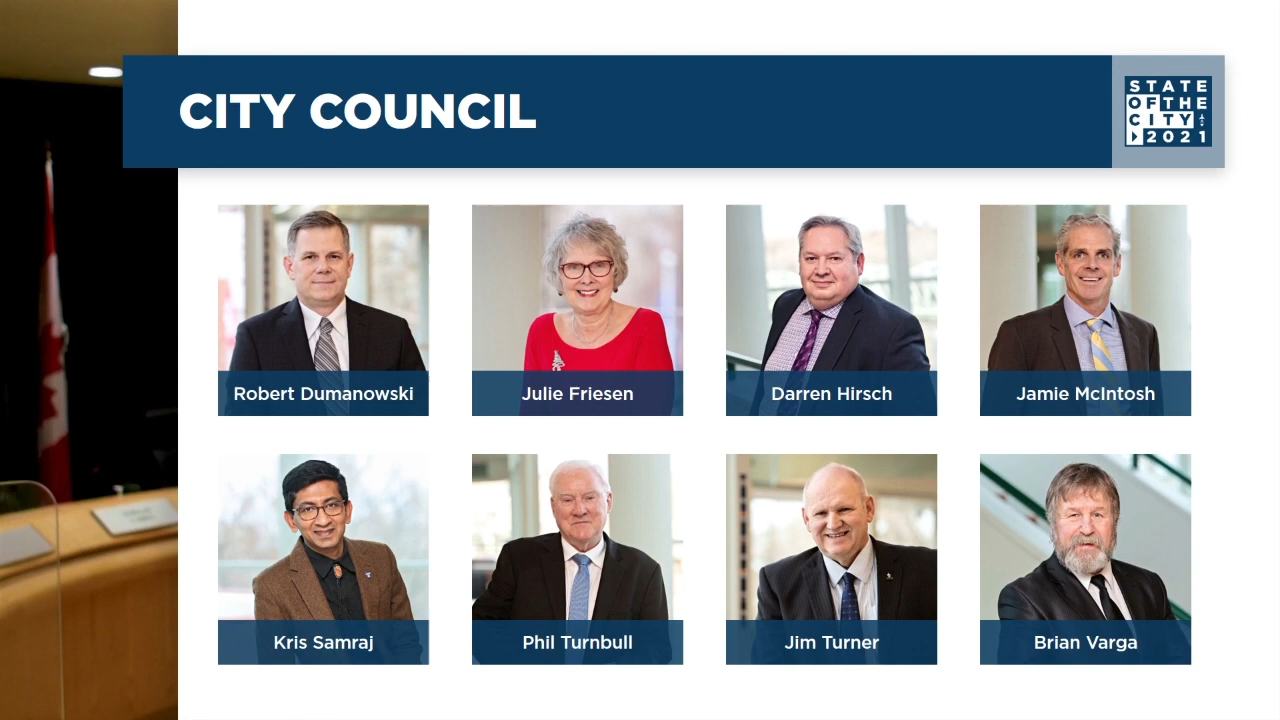 CITY COUNCIL
STATE
OF THE
CITY
2021
Robert Dumanowski
Julie Friesen
Darren Hirsch
Jamie McIntosh
Kris Samraj
Phil Turnbull
Jim Turner
Brian Varga